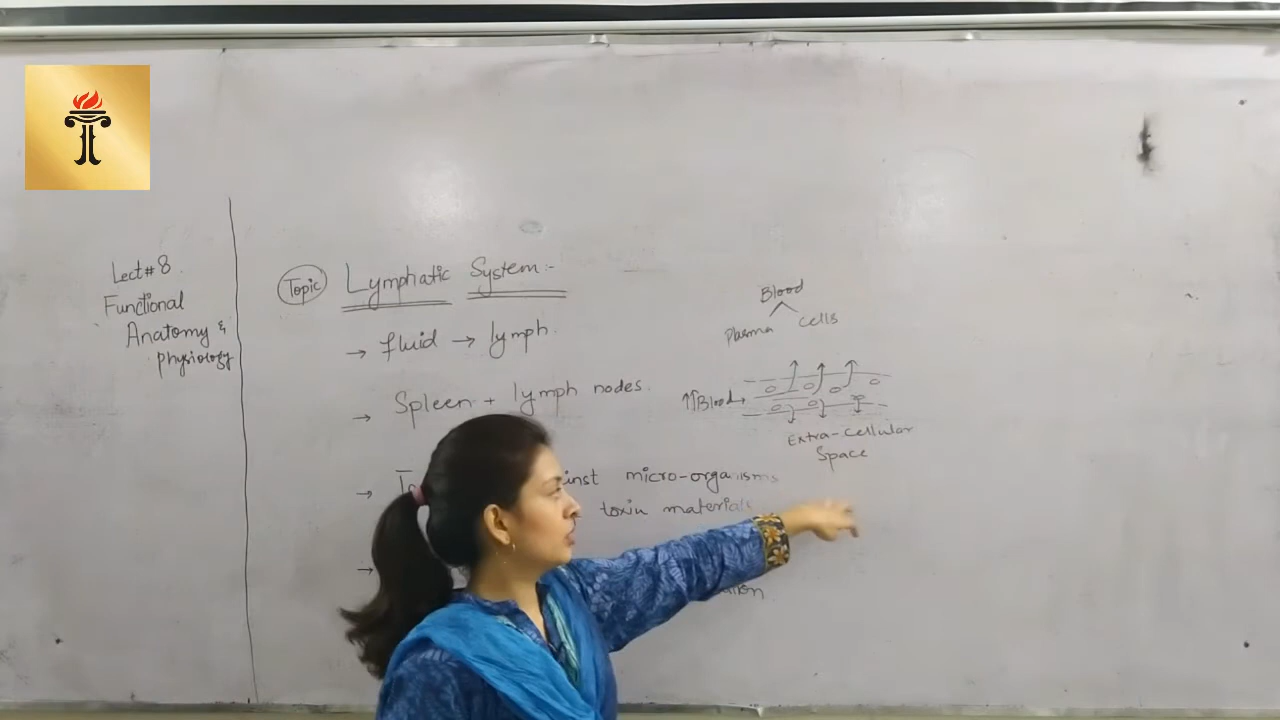 Lect#8.
Functional
Anatomy &
physiology
Topic Lymphatic System:-
→ fluid → lymph.
→ Spleen + lymph nodes.
→ micro-organisms
toxin materials
→
Blood
Plasma Cells
↑↑Blood→
Extra-Cellular
Space